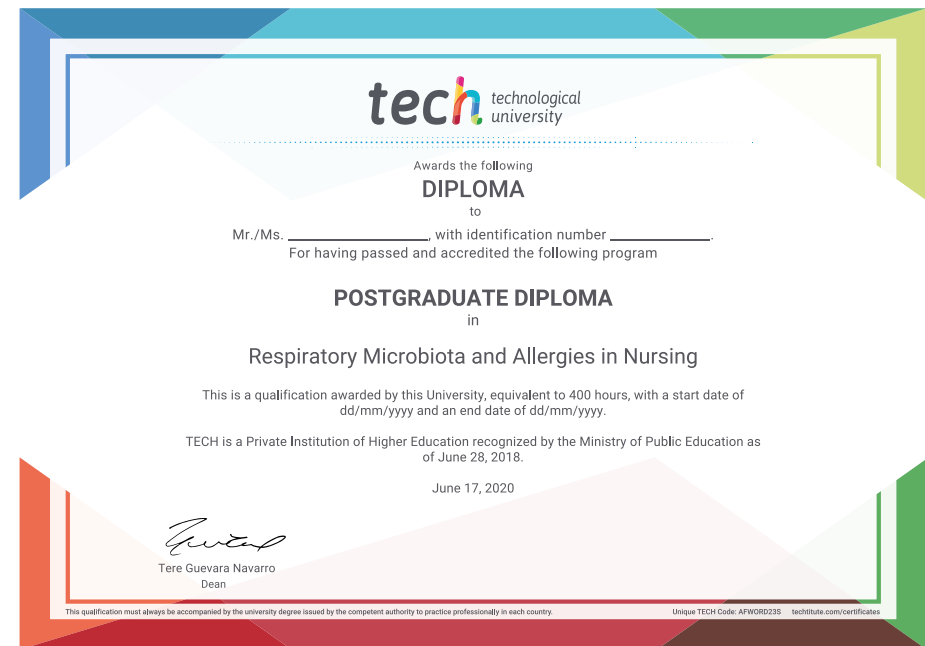 tech technological
university
Awards the following
DIPLOMA
to
Mr./Ms. ____________________, with identification number ______________.
For having passed and accredited the following program
POSTGRADUATE DIPLOMA
in
Respiratory Microbiota and Allergies in Nursing
This is a qualification awarded by this University, equivalent to 400 hours, with a start date of
dd/mm/yyyy and an end date of dd/mm/yyyy.
TECH is a Private Institution of Higher Education recognized by the Ministry of Public Education as
of June 28, 2018.
June 17, 2020
Tere Guevara Navarro
Dean
This qualification must always be accompanied by the university degree issued by the competent authority to practice professionally in each country.
Unique TECH Code: AFWORD23S techtitute.com/certificates